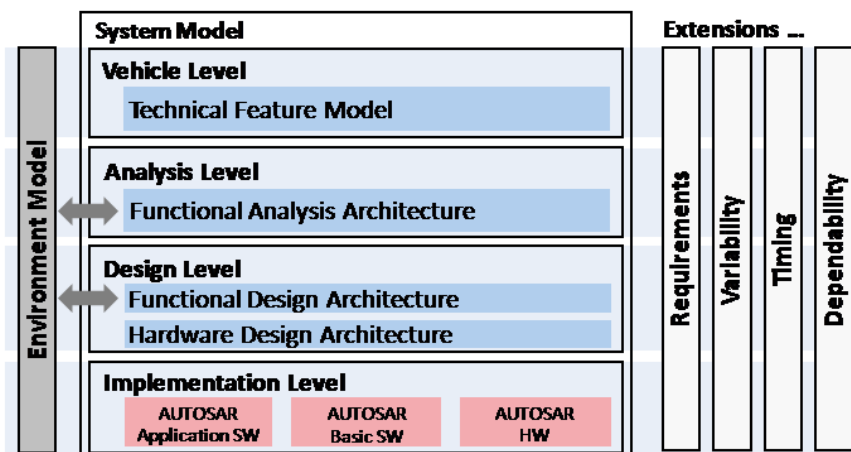 System Model
Extensions ...
Vehicle Level
Technical Feature Model
Analysis Level
Functional Analysis Architecture
Design Level
Functional Design Architecture
Hardware Design Architecture
Implementation Level
AUTOSAR
Application SW
AUTOSAR
Basic SW
AUTOSAR
HW
Environment Model
Requirements
Variability
Timing
Dependability